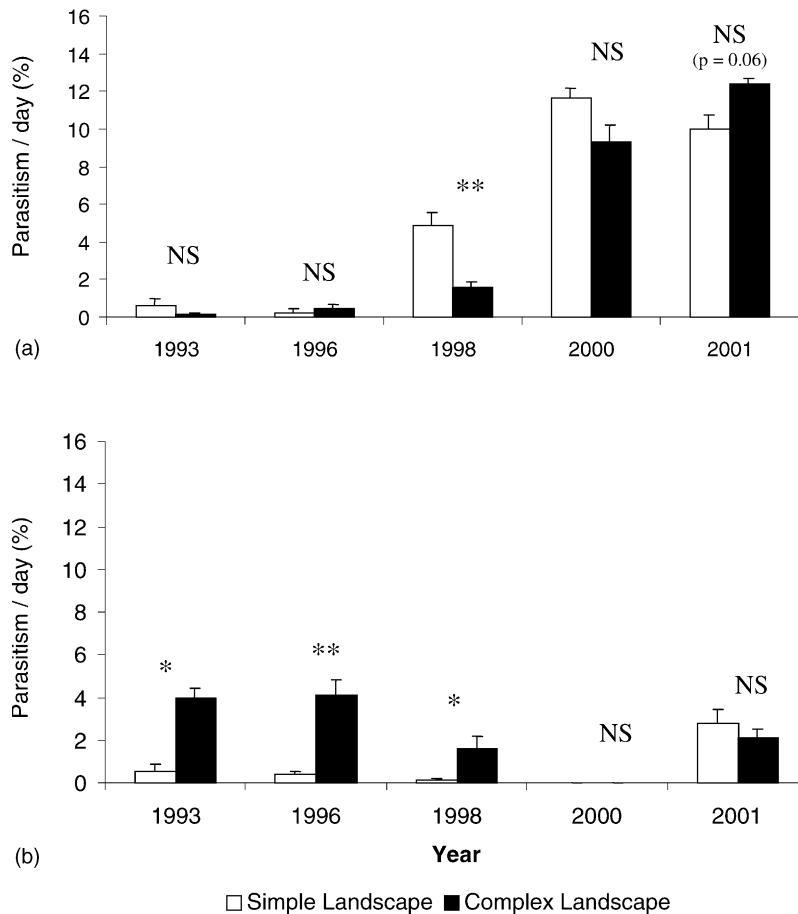 16
14
12
10
8
6
4
2
0
Parasitism / day (%)
NS
NS
**
NS
NS
(p = 0.06)
1993 1996 1998 2000 2001
(a)
16
14
12
10
8
6
4
2
0
Parasitism / day (%)
*
**
*
NS
NS
1993 1996 1998 2000 2001
(b)
Year
Simple Landscape Complex Landscape